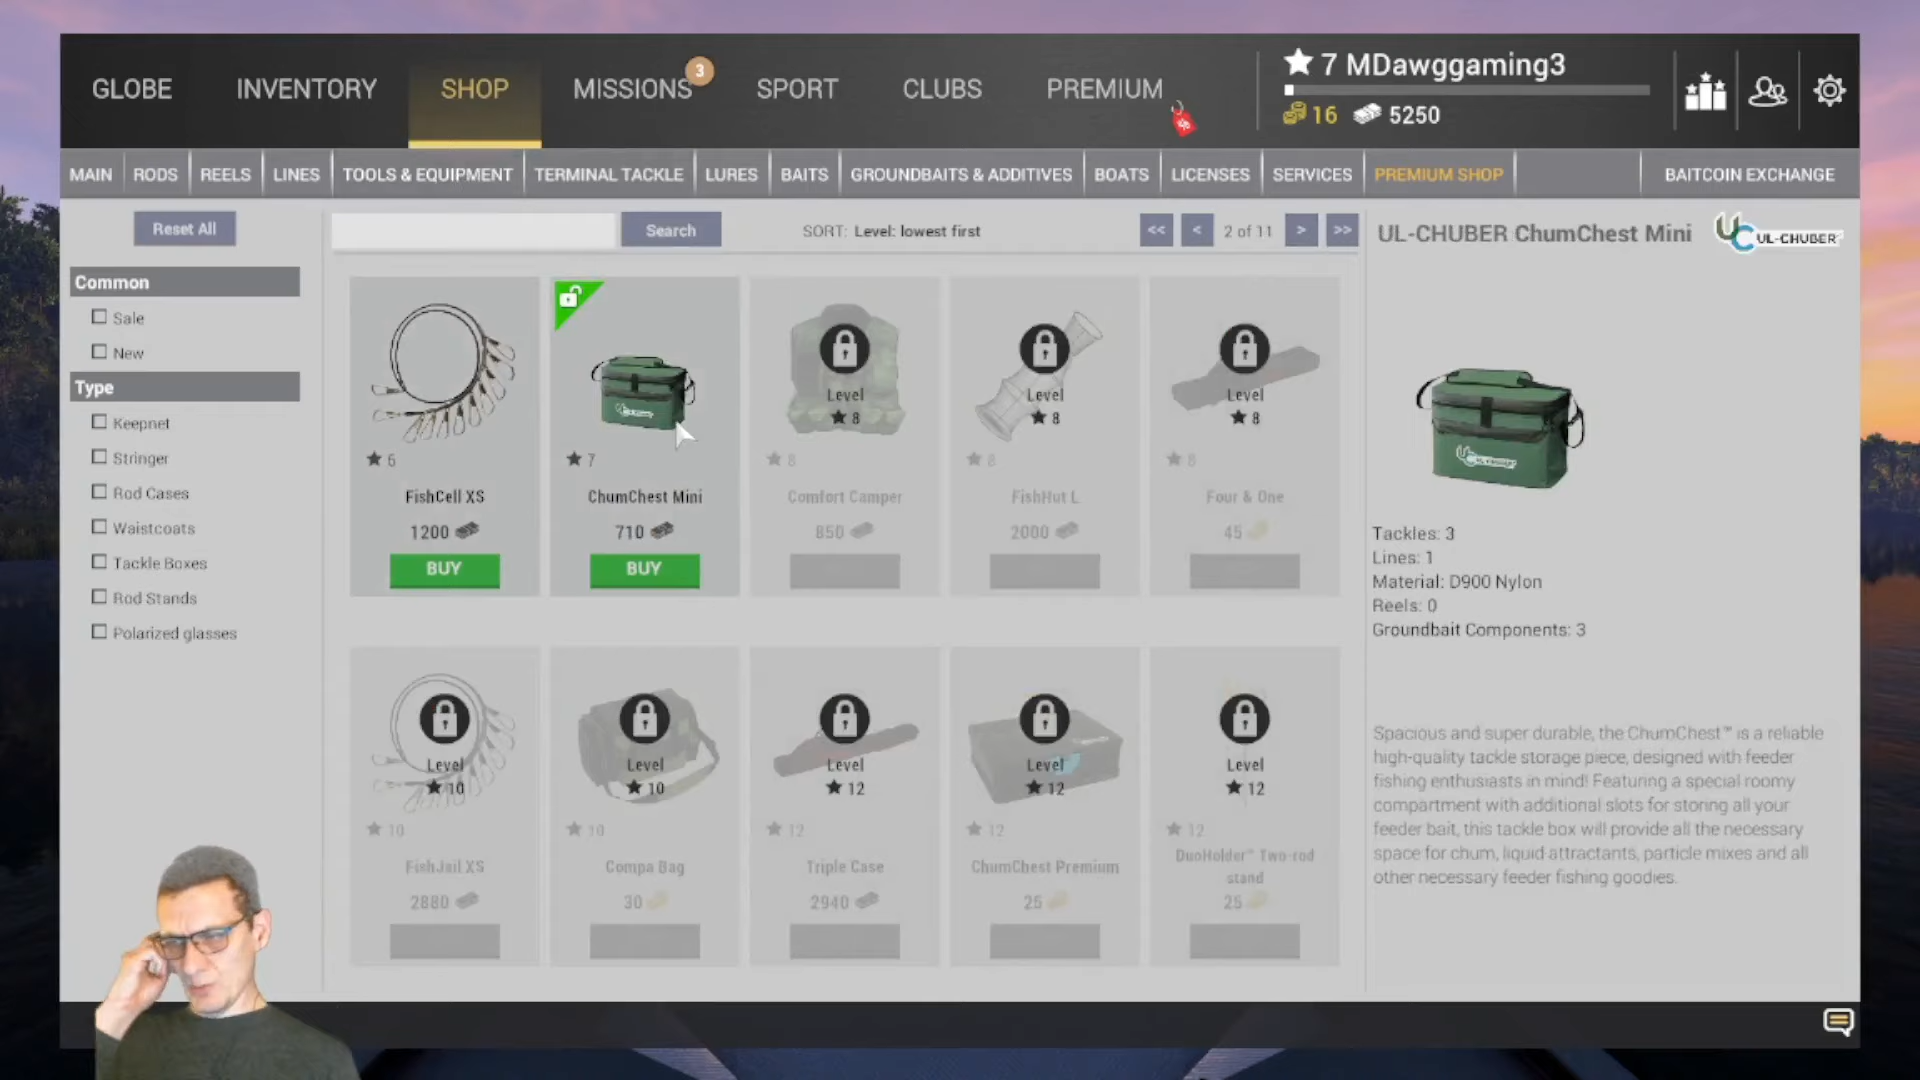 GLOBE INVENTORY SHOP MISSIONS 3 SPORT CLUBS PREMIUM
7 MDawggaming3
16 5250
MAIN RODS REELS LINES TOOLS & EQUIPMENT TERMINAL TACKLE LURES BAITS GROUNDBAITS & ADDITIVES BOATS LICENSES SERVICES PREMIUM SHOP BAITCOIN EXCHANGE
Reset All
Search
SORT: Level: lowest first
<< < 2 of 11 > >>
Common
Sale
New
Type
Keepnet
Stringer
Rod Cases
Waistcoats
Tackle Boxes
Rod Stands
Polarized glasses
6
FishCell XS
1200
BUY
7
ChumChest Mini
710
BUY
Level
8
8
Comfort Camper
850
Level
8
8
FishHut L
2000
Level
8
8
Four & One
45
Level
10
10
FishJail XS
2880
Level
10
10
Compa Bag
30
Level
12
12
Triple Case
2940
Level
12
12
ChumChest Premium
25
Level
12
12
DuoHolder™ Two-rod
stand
25
UL-CHUBER ChumChest Mini
UL-CHUBER
Tackles: 3
Lines: 1
Material: D900 Nylon
Reels: 0
Groundbait Components: 3
Spacious and super durable, the ChumChest™ is a reliable
high-quality tackle storage piece, designed with feeder
fishing enthusiasts in mind! Featuring a special roomy
compartment with additional slots for storing all your
feeder bait, this tackle box will provide all the necessary
space for chum, liquid attractants, particle mixes and all
other necessary feeder fishing goodies.